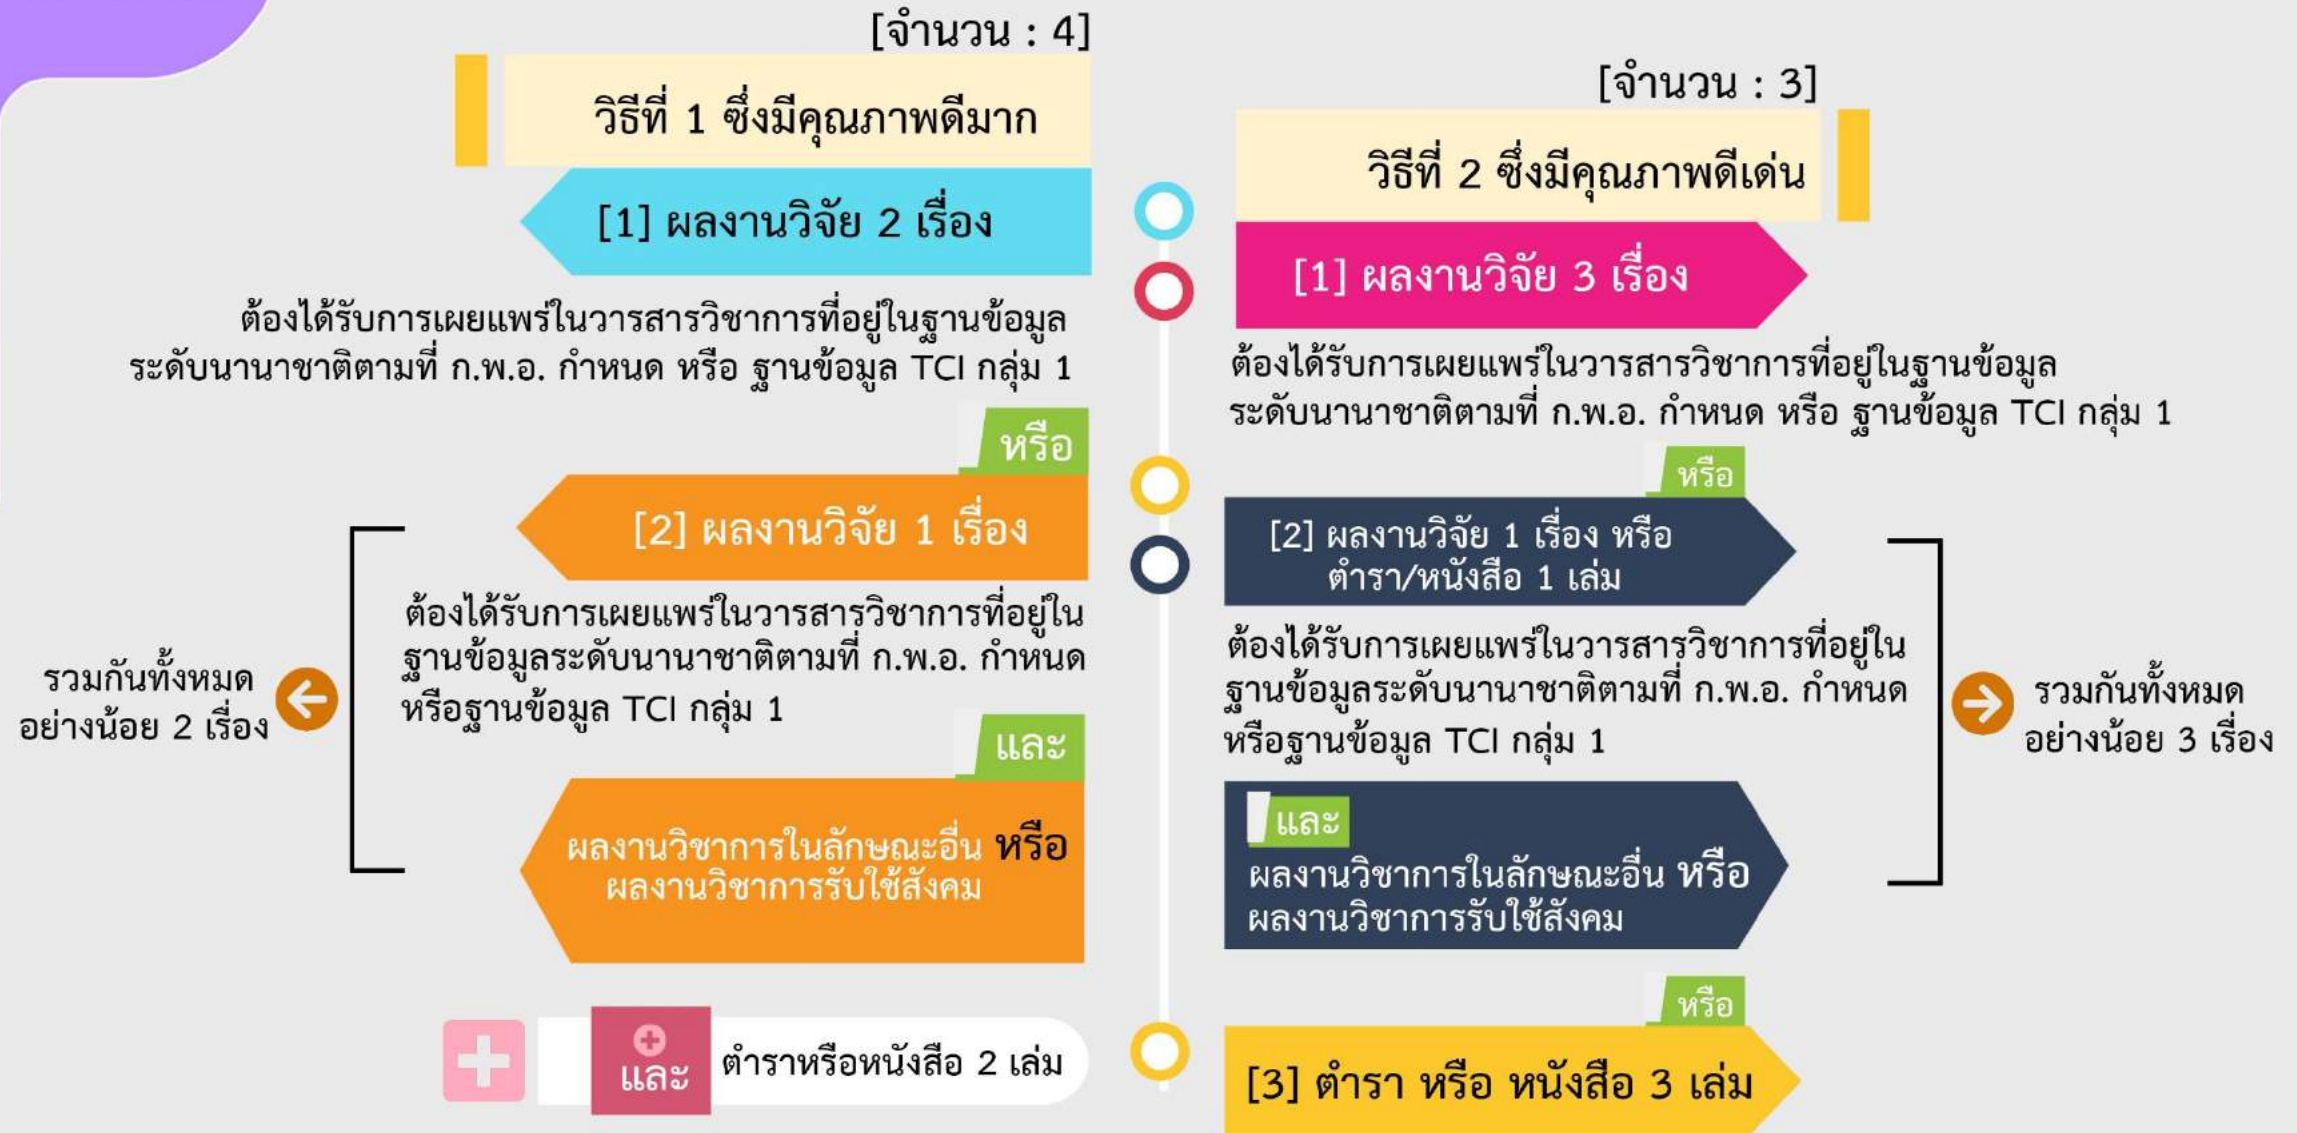 [จำนวน : 4]
วิธีที่ 1 ซึ่งมีคุณภาพดีมาก
[1] ผลงานวิจัย 2 เรื่อง
ต้องได้รับการเผยแพร่ในวารสารวิชาการที่อยู่ในฐานข้อมูล
ระดับนานาชาติตามที่ ก.พ.อ. กำหนด หรือ ฐานข้อมูล TCI กลุ่ม 1
หรือ
[2] ผลงานวิจัย 1 เรื่อง
ต้องได้รับการเผยแพร่ในวารสารวิชาการที่อยู่ใน
ฐานข้อมูลระดับนานาชาติตามที่ ก.พ.อ. กำหนด
หรือฐานข้อมูล TCI กลุ่ม 1
และ
ผลงานวิชาการในลักษณะอื่น หรือ
ผลงานวิชาการรับใช้สังคม
รวมกันทั้งหมด
อย่างน้อย 2 เรื่อง
และ ตำราหรือหนังสือ 2 เล่ม
[จำนวน : 3]
วิธีที่ 2 ซึ่งมีคุณภาพดีเด่น
[1] ผลงานวิจัย 3 เรื่อง
ต้องได้รับการเผยแพร่ในวารสารวิชาการที่อยู่ในฐานข้อมูล
ระดับนานาชาติตามที่ ก.พ.อ. กำหนด หรือ ฐานข้อมูล TCI กลุ่ม 1
หรือ
[2] ผลงานวิจัย 1 เรื่อง หรือ
ตำรา/หนังสือ 1 เล่ม
ต้องได้รับการเผยแพร่ในวารสารวิชาการที่อยู่ใน
ฐานข้อมูลระดับนานาชาติตามที่ ก.พ.อ. กำหนด
หรือฐานข้อมูล TCI กลุ่ม 1
และ
ผลงานวิชาการในลักษณะอื่น หรือ
ผลงานวิชาการรับใช้สังคม
รวมกันทั้งหมด
อย่างน้อย 3 เรื่อง
หรือ
[3] ตำรา หรือ หนังสือ 3 เล่ม